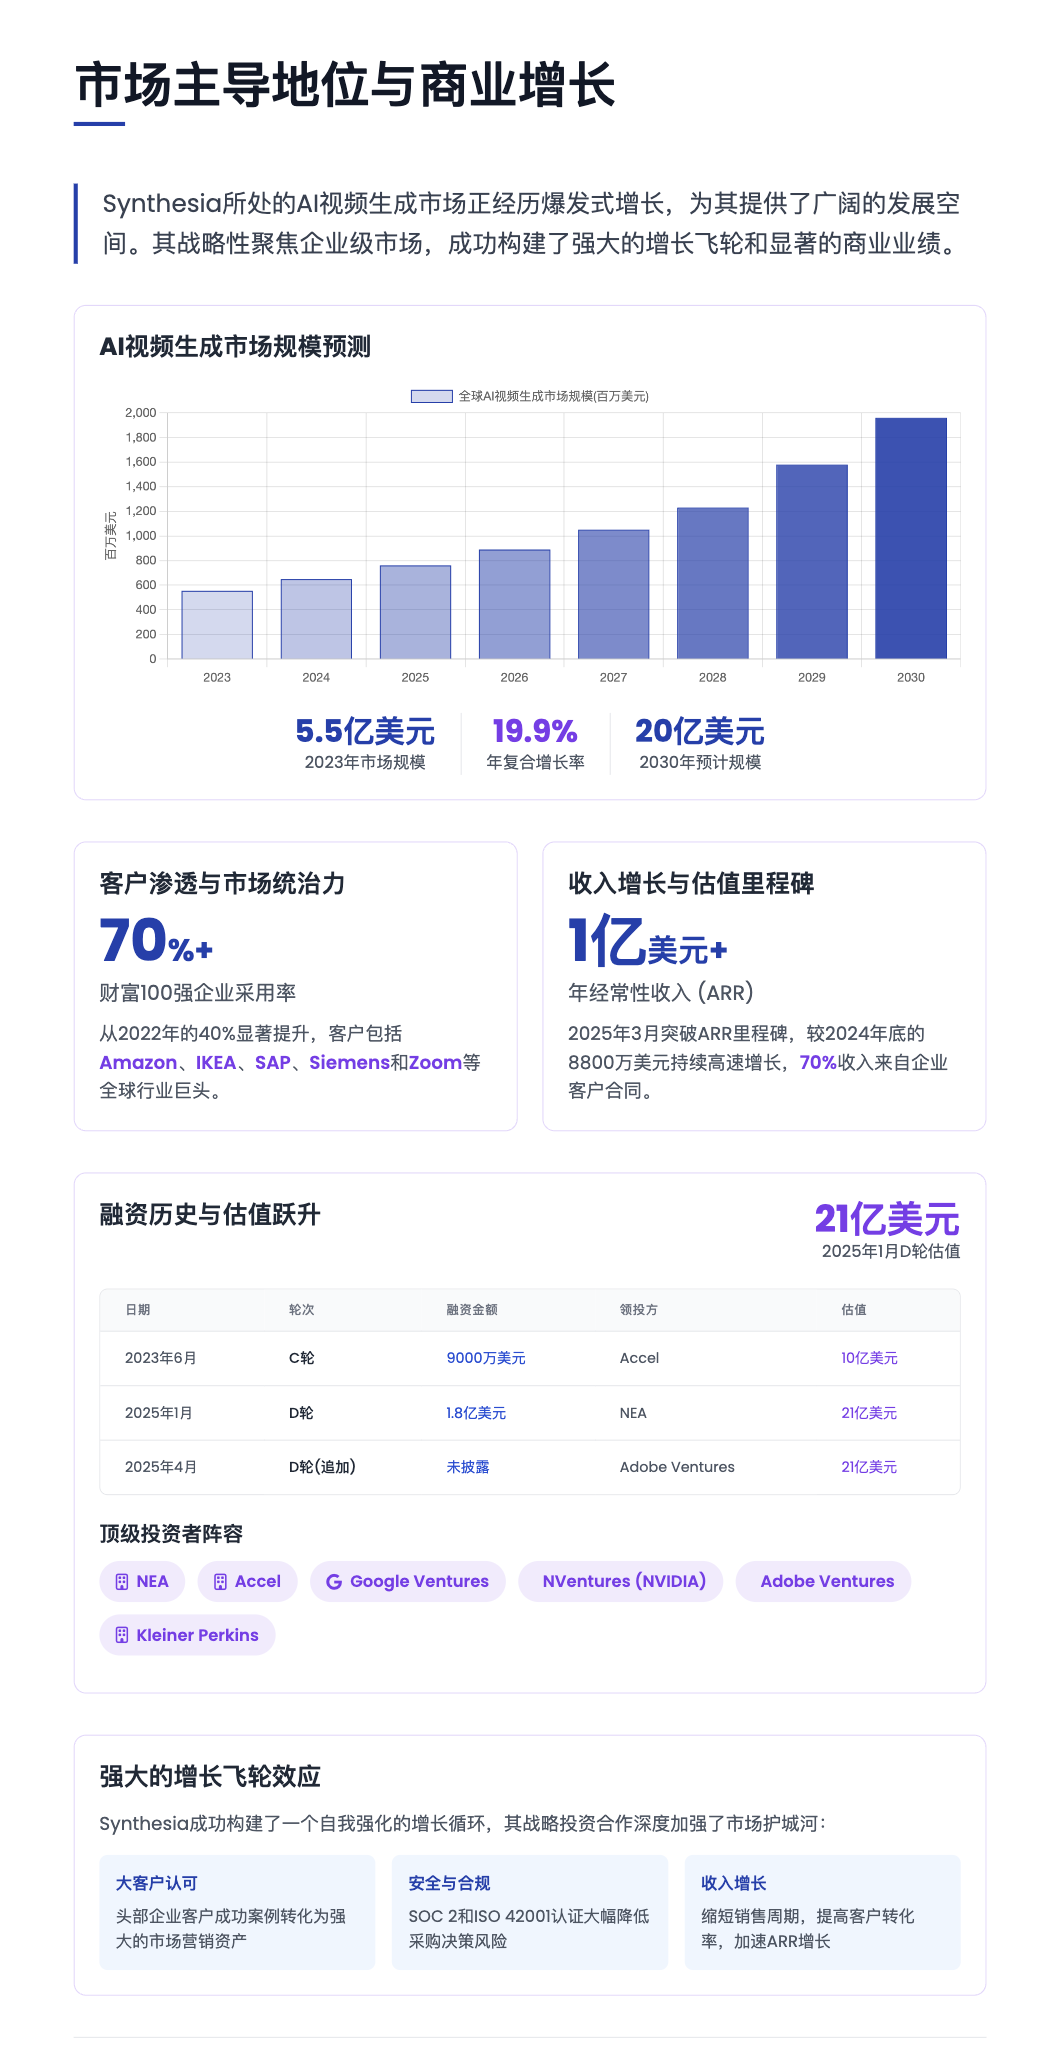 市场主导地位与商业增长
Synthesia所处的AI视频生成市场正经历爆发式增长，为其提供了广阔的发展空
间。其战略性聚焦企业级市场，成功构建了强大的增长飞轮和显著的商业业绩。
AI视频生成市场规模预测
全球AI视频生成市场规模(百万美元)
百万美元
2,000
1,800
1,600
1,400
1,200
1,000
800
600
400
200
0
2023 2024 2025 2026 2027 2028 2029 2030
5.5亿美元 19.9% 20亿美元
2023年市场规模 年复合增长率 2030年预计规模
客户渗透与市场统治力
70%+
财富100强企业采用率
从2022年的40%显著提升，客户包括
Amazon、IKEA、SAP、Siemens和Zoom等
全球行业巨头。
收入增长与估值里程碑
1亿美元+
年经常性收入 (ARR)
2025年3月突破ARR里程碑，较2024年底的
8800万美元持续高速增长，70%收入来自企业
客户合同。
融资历史与估值跃升
21亿美元
2025年1月D轮估值
日期 轮次 融资金额 领投方 估值
2023年6月 C轮 9000万美元 Accel 10亿美元
2025年1月 D轮 1.8亿美元 NEA 21亿美元
2025年4月 D轮(追加) 未披露 Adobe Ventures 21亿美元
顶级投资者阵容
NEA Accel Google Ventures NVentures (NVIDIA) Adobe Ventures
Kleiner Perkins
强大的增长飞轮效应
Synthesia成功构建了一个自我强化的增长循环，其战略投资合作深度加强了市场护城河：
大客户认可
头部企业客户成功案例转化为强
大的市场营销资产
安全与合规
SOC 2和ISO 42001认证大幅降低
采购决策风险
收入增长
缩短销售周期，提高客户转化
率，加速ARR增长